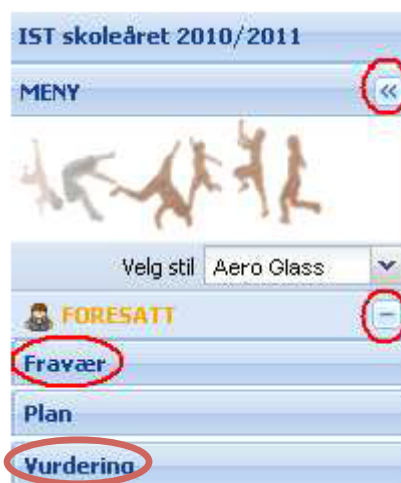 IST skoleåret 2010/2011
MENY «
Velg stil Aero Glass
FORESATT
Fravær
Plan
Vurdering